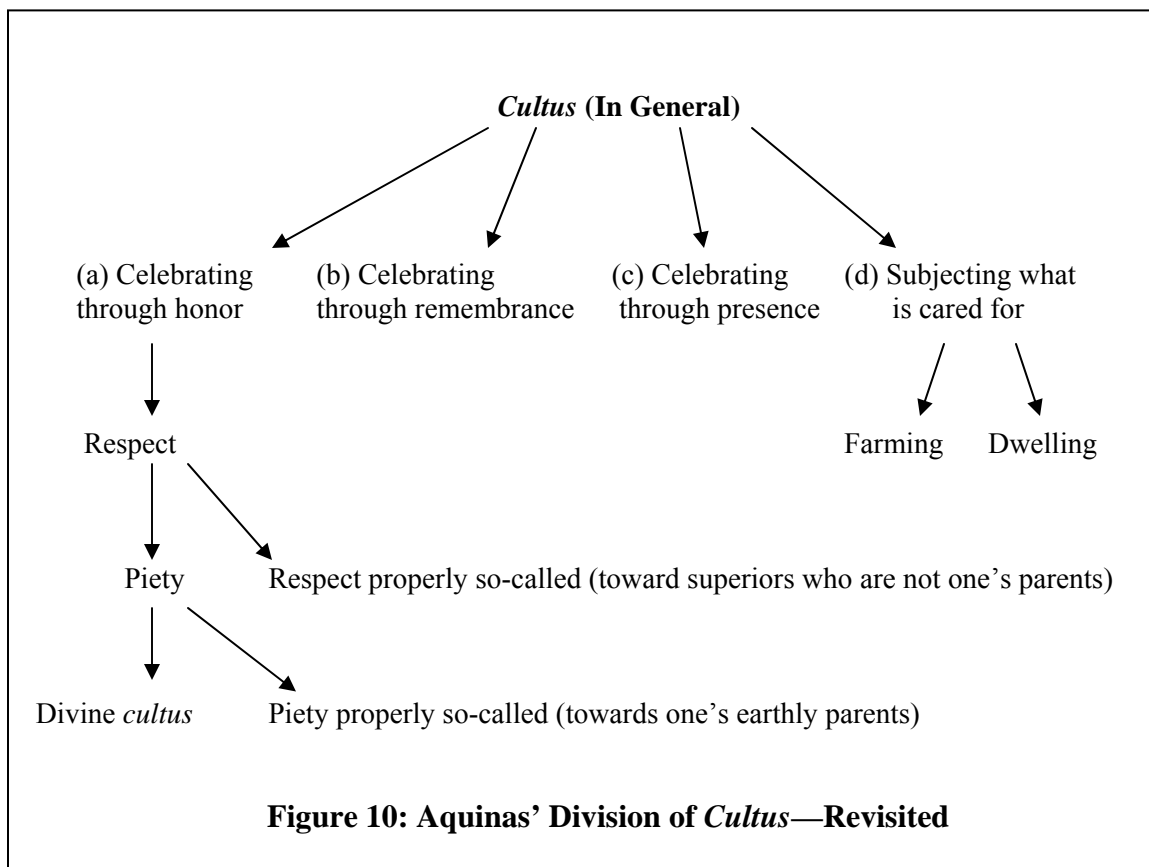 Cultus (In General)
(a) Celebrating (b) Celebrating (c) Celebrating (d) Subjecting what
through honor through remembrance through presence is cared for
Respect Farming Dwelling
Piety Respect properly so-called (toward superiors who are not one’s parents)
Divine cultus Piety properly so-called (towards one’s earthly parents)
Figure 10: Aquinas’ Division of Cultus—Revisited